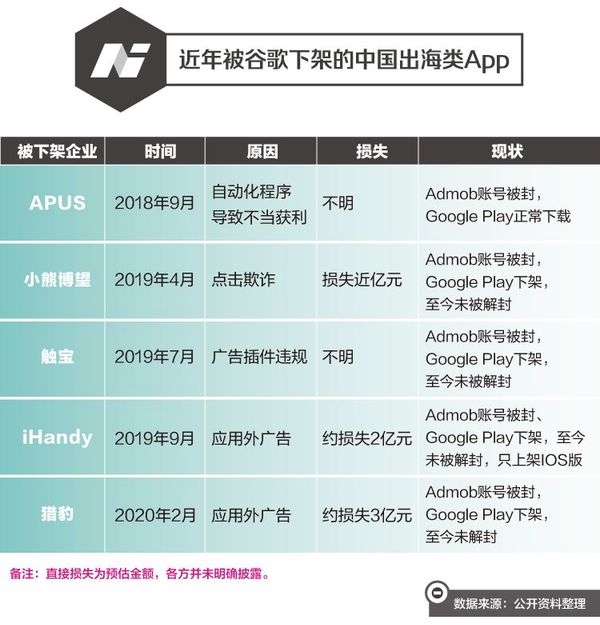 近年被谷歌下架的中国出海类App
被下架企业 时间 原因 损失 现状
APUS 2018年9月 自动化程序 不明 Admob账号被封，
导致不当获利 Google Play正常下载
小熊博望 2019年4月 点击欺诈 损失近亿元 Admob账号被封，
Google Play下架，
至今未被解封
触宝 2019年7月 广告插件违规 不明 Admob账号被封，
Google Play下架，
至今未被解封
iHandy 2019年9月 应用外广告 约损失2亿元 Admob账号被封、
Google Play下架，至今
未被解封，只上架IOS版
猎豹 2020年2月 应用外广告 约损失3亿元 Admob账号被封，
Google Play下架，
至今未解封
备注：直接损失为预估金额，各方并未明确披露。
数据来源：公开资料整理